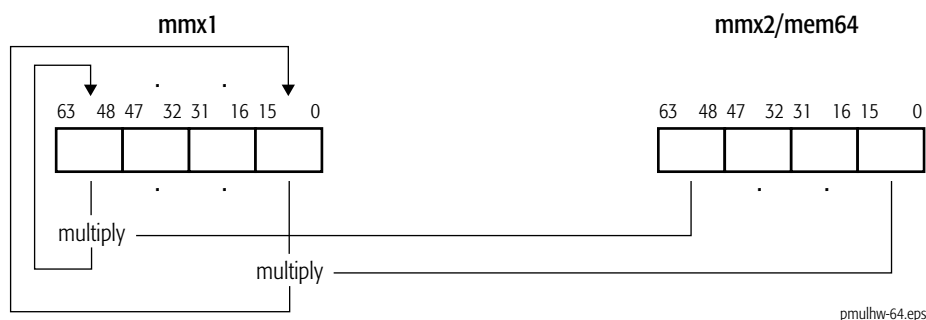 mmx1 mmx2/mem64
. .
63 48 47 32 31 16 15 0 63 48 47 32 31 16 15 0
. . . .
multiply
multiply
pmulhw-64.eps